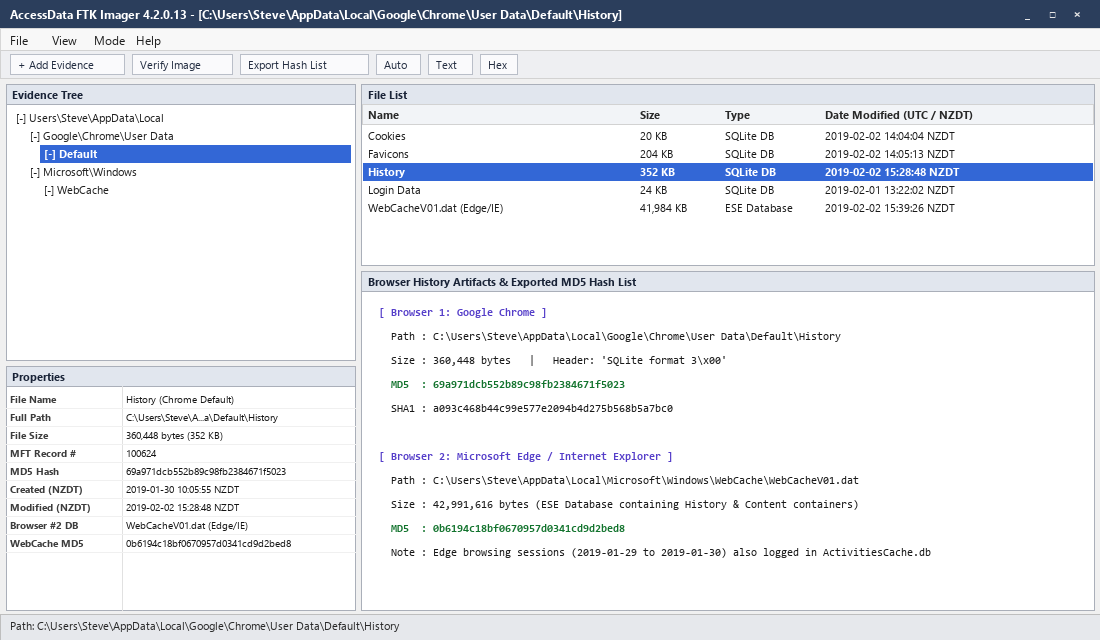 AccessData FTK Imager 4.2.0.13 - [C:\Users\Steve\AppData\Local\Google\Chrome\User Data\Default\History]
File View Mode Help
+ Add Evidence Verify Image Export Hash List Auto Text Hex
Evidence Tree
[-] Users\Steve\AppData\Local
[-] Google\Chrome\User Data
[-] Default
[-] Microsoft\Windows
[-] WebCache
File List
Name Size Type Date Modified (UTC / NZDT)
Cookies 20 KB SQLite DB 2019-02-02 14:04:04 NZDT
Favicons 204 KB SQLite DB 2019-02-02 14:05:13 NZDT
History 352 KB SQLite DB 2019-02-02 15:28:48 NZDT
Login Data 24 KB SQLite DB 2019-02-01 13:22:02 NZDT
WebCacheV01.dat (Edge/IE) 41,984 KB ESE Database 2019-02-02 15:39:26 NZDT
Properties
File Name History (Chrome Default)
Full Path C:\Users\Steve\A...a\Default\History
File Size 360,448 bytes (352 KB)
MFT Record # 100624
MD5 Hash 69a971dcb552b89c98fb2384671f5023
Created (NZDT) 2019-01-30 10:05:55 NZDT
Modified (NZDT) 2019-02-02 15:28:48 NZDT
Browser #2 DB WebCacheV01.dat (Edge/IE)
WebCache MD5 0b6194c18bf0670957d0341cd9d2bed8
Browser History Artifacts & Exported MD5 Hash List
[ Browser 1: Google Chrome ]
Path : C:\Users\Steve\AppData\Local\Google\Chrome\User Data\Default\History
Size : 360,448 bytes | Header: 'SQLite format 3\x00'
MD5 : 69a971dcb552b89c98fb2384671f5023
SHA1 : a093c468b44c99e577e2094b4d275b568b5a7bc0
[ Browser 2: Microsoft Edge / Internet Explorer ]
Path : C:\Users\Steve\AppData\Local\Microsoft\Windows\WebCache\WebCacheV01.dat
Size : 42,991,616 bytes (ESE Database containing History & Content containers)
MD5 : 0b6194c18bf0670957d0341cd9d2bed8
Note : Edge browsing sessions (2019-01-29 to 2019-01-30) also logged in ActivitiesCache.db
Path: C:\Users\Steve\AppData\Local\Google\Chrome\User Data\Default\History